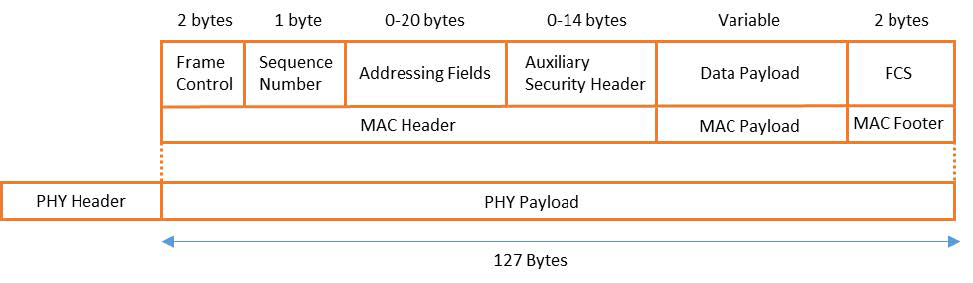 2 bytes 1 byte 0-20 bytes 0-14 bytes Variable 2 bytes
Frame Control
Sequence Number
Addressing Fields
Auxiliary Security Header
Data Payload
FCS
MAC Header MAC Payload MAC Footer
PHY Header PHY Payload
127 Bytes